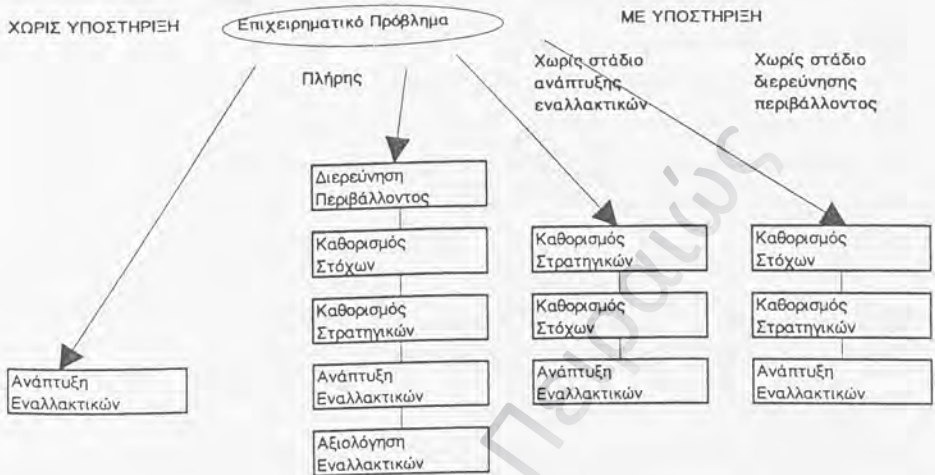 ΧΩΡΙΣ ΥΠΟΣΤΗΡΙΞΗ
Επιχειρηματικό Πρόβλημα
ΜΕ ΥΠΟΣΤΗΡΙΞΗ
Πλήρης
Χωρίς στάδιο
ανάπτυξης
εναλλακτικών
Χωρίς στάδιο
διερεύνησης
περιβάλλοντος
Ανάπτυξη
Εναλλακτικών
Διερεύνηση
Περιβάλλοντος
Καθορισμός
Στόχων
Καθορισμός
Στρατηγικών
Ανάπτυξη
Εναλλακτικών
Αξιολόγηση
Εναλλακτικών
Καθορισμός
Στρατηγικών
Καθορισμός
Στόχων
Ανάπτυξη
Εναλλακτικών
Καθορισμός
Στόχων
Καθορισμός
Στρατηγικών
Ανάπτυξη
Εναλλακτικών
Πειραιώς